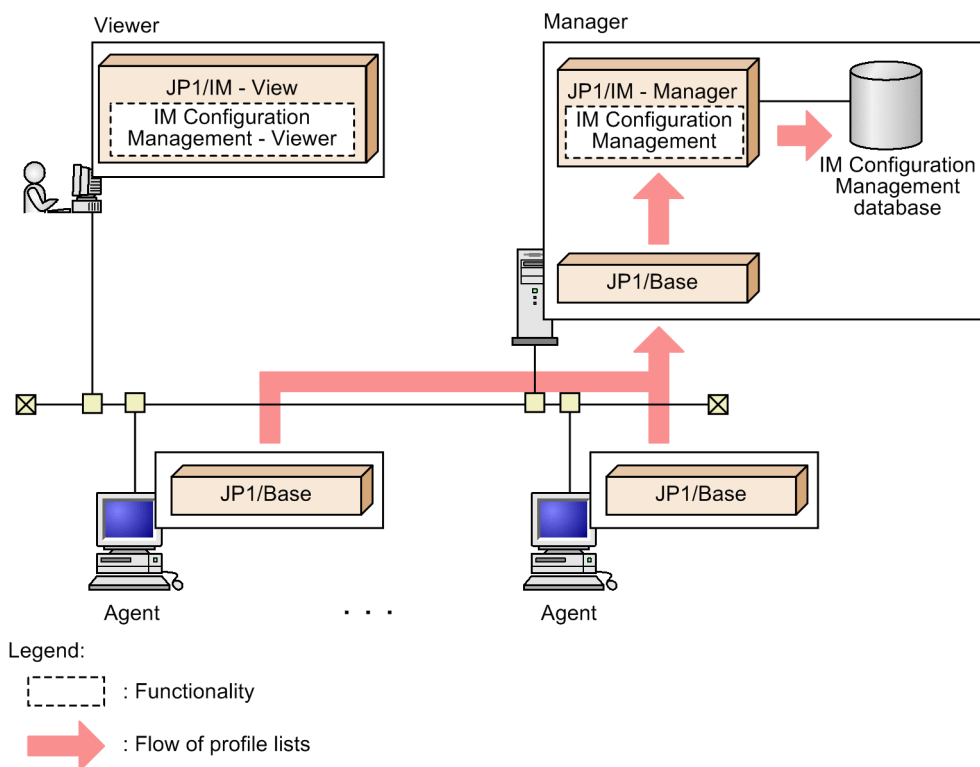 Viewer
JP1/IM - View
IM Configuration
Management - Viewer
Manager
JP1/IM - Manager
IM Configuration
Management
IM Configuration
Management
database
JP1/Base
JP1/Base
Agent
. . .
JP1/Base
Agent
Legend:
: Functionality
: Flow of profile lists